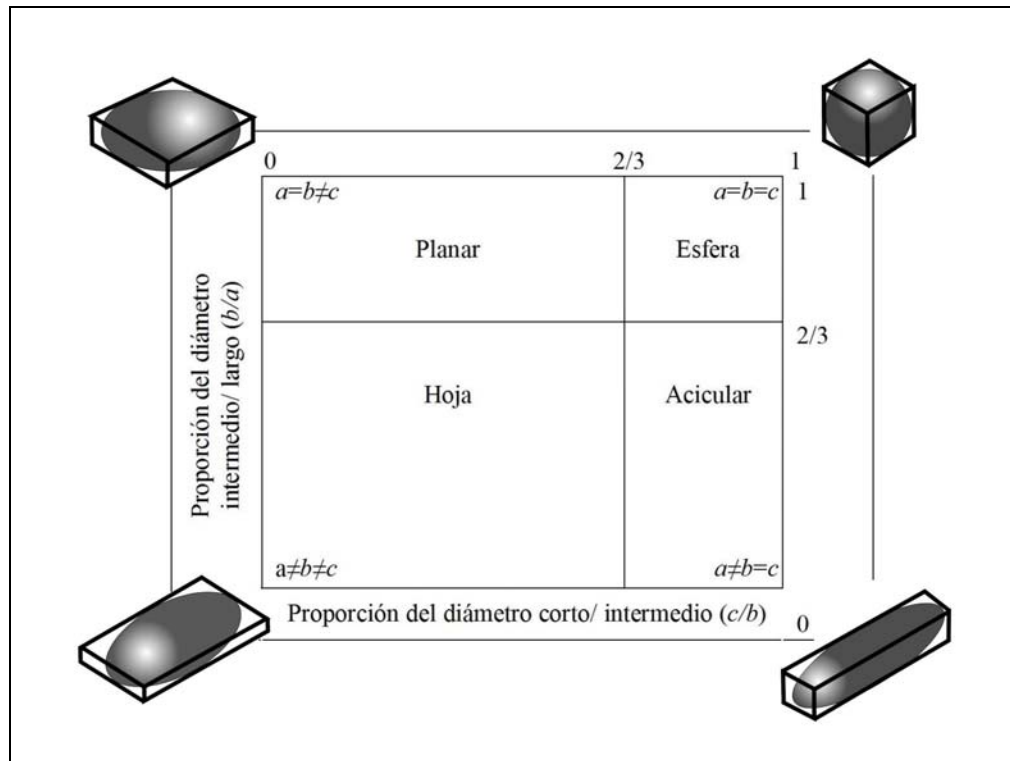 0 2/3 1
a=b≠c a=b=c 1
Planar Esfera
2/3
Hoja Acicular
Proporción del diámetro
intermedio/ largo (b/a)
a≠b≠c a≠b=c
Proporción del diámetro corto/ intermedio (c/b) 0